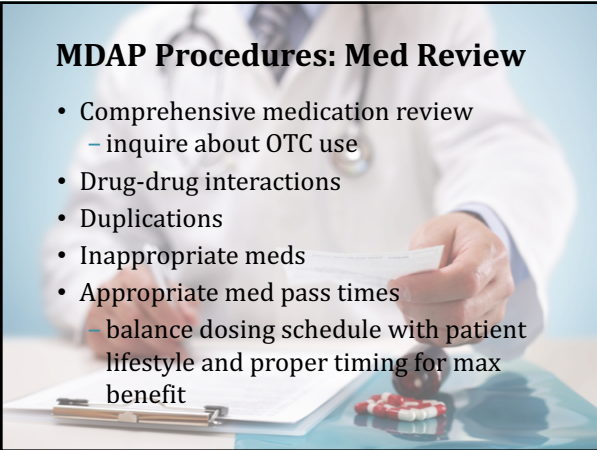 MDAP Procedures: Med Review
• Comprehensive medication review
– inquire about OTC use
• Drug-drug interactions
• Duplications
• Inappropriate meds
• Appropriate med pass times
– balance dosing schedule with patient
lifestyle and proper timing for max
benefit